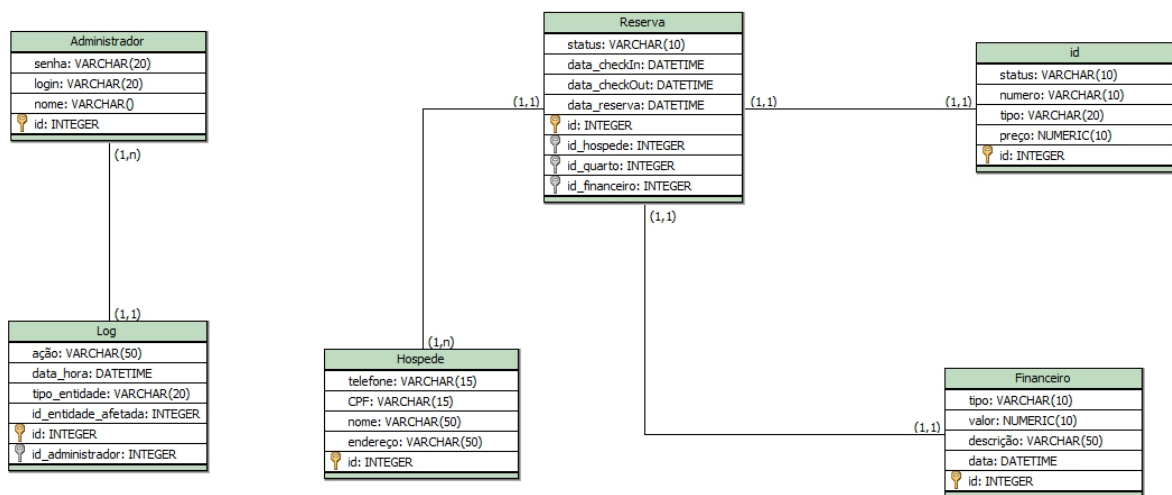 Administrador
senha: VARCHAR(20)
login: VARCHAR(20)
nome: VARCHAR()
id: INTEGER
(1,n)
(1,1)
Log
ação: VARCHAR(50)
data_hora: DATETIME
tipo_entidade: VARCHAR(20)
id_entidade_afetada: INTEGER
id: INTEGER
id_administrador: INTEGER
Reserva
status: VARCHAR(10)
data_checkIn: DATETIME
data_checkOut: DATETIME
data_reserva: DATETIME
id: INTEGER
id_hospede: INTEGER
id_quarto: INTEGER
id_financeiro: INTEGER
(1,1)
(1,1)
(1,1)
(1,1)
id
status: VARCHAR(10)
numero: VARCHAR(10)
tipo: VARCHAR(20)
preço: NUMERIC(10)
id: INTEGER
(1,n)
Hospede
telefone: VARCHAR(15)
CPF: VARCHAR(15)
nome: VARCHAR(50)
endereço: VARCHAR(50)
id: INTEGER
(1,1)
Financeiro
tipo: VARCHAR(10)
valor: NUMERIC(10)
descrição: VARCHAR(50)
data: DATETIME
id: INTEGER